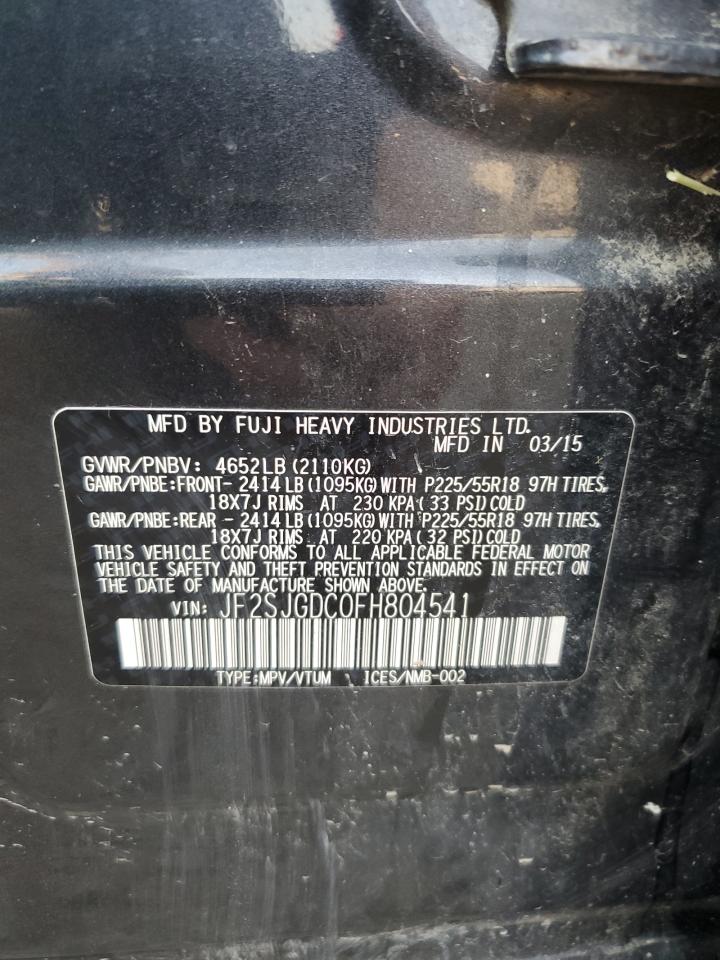 MFD BY FUJI HEAVY INDUSTRIES LTD.
MFD IN 03/15
GVWR/PNBV: 4652LB(2110KG)
GAWR/PNBE:FRONT- 2414LB(1095KG)WITH P225/55R18 97H TIRES,
18X7J RIMS AT 230 KPA(33 PSI)COLD
GAWR/PNBE:REAR - 2414LB(1095KG)WITH P225/55R18 97H TIRES,
18X7J RIMS AT 220 KPA(32 PSI)COLD
THIS VEHICLE CONFORMS TO ALL APPLICABLE FEDERAL MOTOR
VEHICLE SAFETY AND THEFT PREVENTION STANDARDS IN EFFECT ON
THE DATE OF MANUFACTURE SHOWN ABOVE.
VIN: JF2SJGDC0FH804541
TYPE:MPV/VTUM ICES/NMB-002